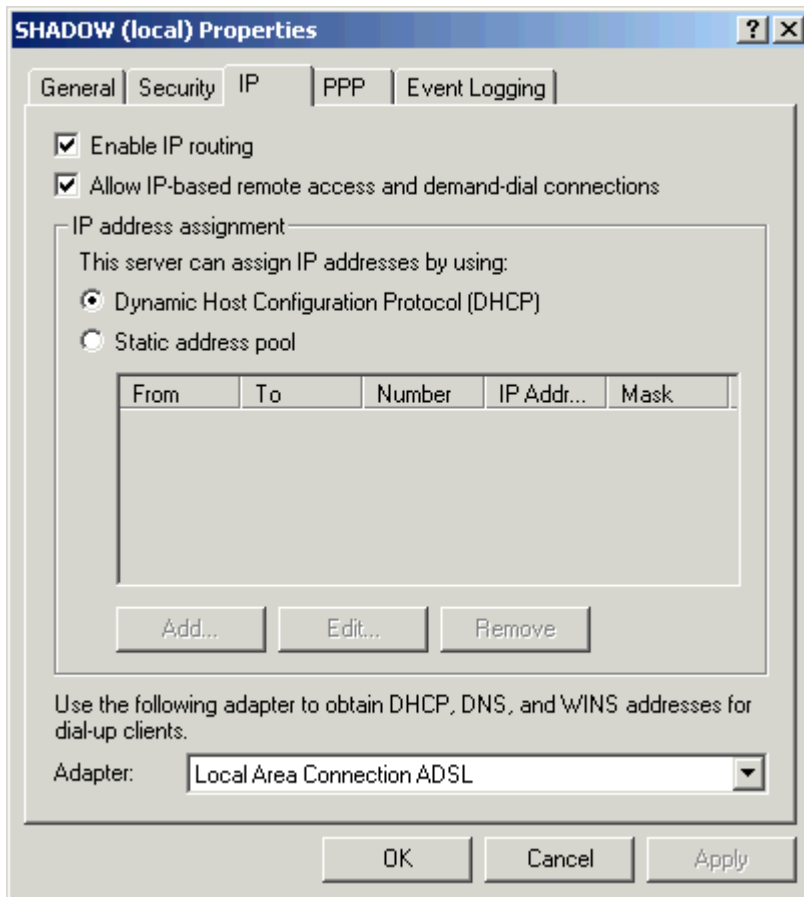 SHADOW (local) Properties
General Security IP PPP Event Logging
Enable IP routing
Allow IP-based remote access and demand-dial connections
IP address assignment
This server can assign IP addresses by using:
Dynamic Host Configuration Protocol (DHCP)
Static address pool
From To Number IP Addr... Mask
Add... Edit... Remove
Use the following adapter to obtain DHCP, DNS, and WINS addresses for
dial-up clients.
Adapter: Local Area Connection ADSL
OK Cancel Apply